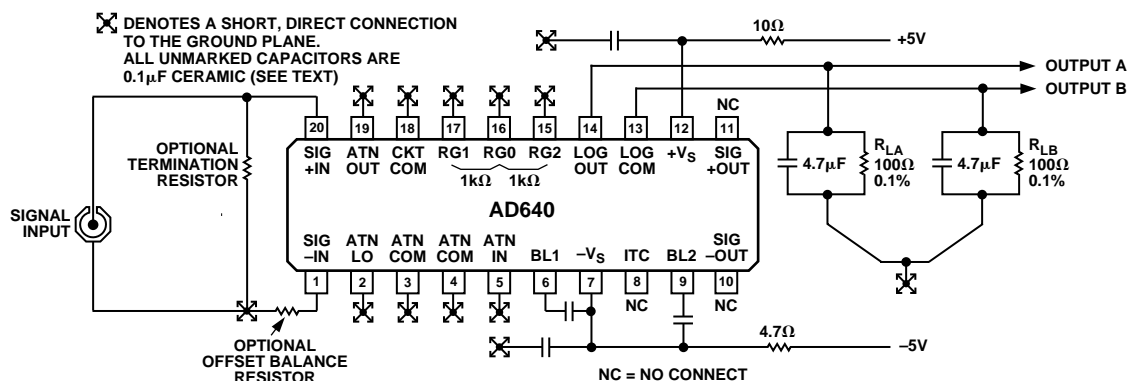 DENOTES A SHORT, DIRECT CONNECTION
TO THE GROUND PLANE.
ALL UNMARKED CAPACITORS ARE
0.1µF CERAMIC (SEE TEXT)
10Ω
+5V
OUTPUT A
OUTPUT B
NC
20 19 18 17 16 15 14 13 12 11
SIG +IN
ATN OUT
CKT COM
RG1
RG0
RG2
LOG OUT
LOG COM
+VS
SIG +OUT
1kΩ 1kΩ
AD640
OPTIONAL
TERMINATION
RESISTOR
SIGNAL
INPUT
4.7µF
RLA
100Ω
0.1%
4.7µF
RLB
100Ω
0.1%
SIG –IN
ATN LO
ATN COM
ATN COM
ATN IN
BL1
–VS
ITC
BL2
SIG –OUT
1 2 3 4 5 6 7 8 9 10
NC
NC
OPTIONAL
OFFSET BALANCE
RESISTOR
4.7Ω
–5V
NC = NO CONNECT